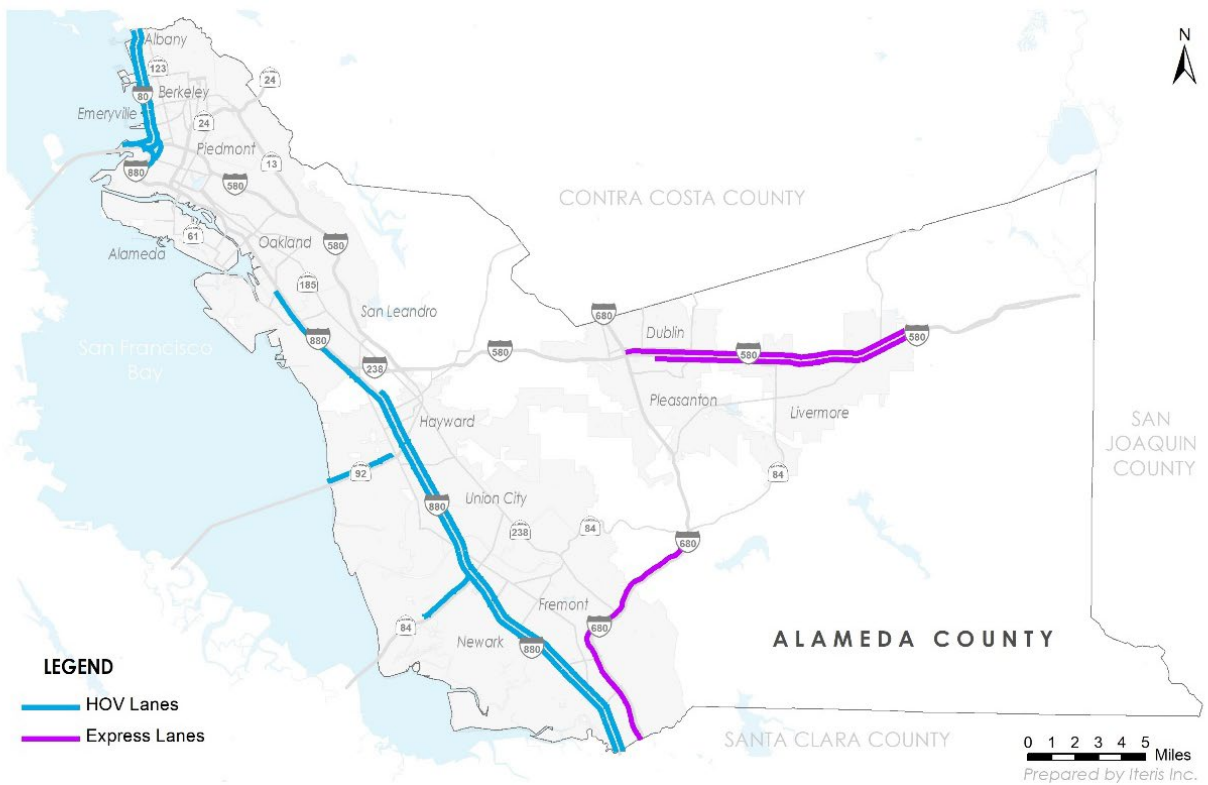 N
Albany
123
24
80
Berkeley
Emeryville
24
Piedmont
880
13
580
CONTRA COSTA COUNTY
61
Oakland
580
Alameda
185
San Leandro
680
Dublin
San Francisco
Bay
880
580
580
580
238
Pleasanton
Livermore
Hayward
SAN
JOAQUIN
COUNTY
92
84
880
Union City
238
84
680
Fremont
84
680
Newark
880
ALAMEDA COUNTY
LEGEND
HOV Lanes
Express Lanes
SANTA CLARA COUNTY
0 1 2 3 4 5
Miles
Prepared by Iteris Inc.